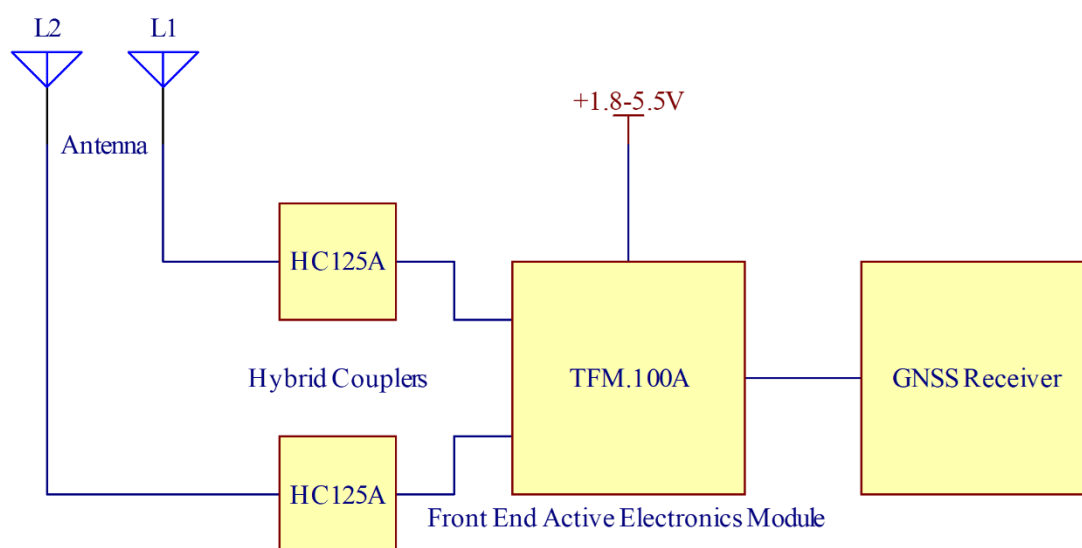 L2
L1
Antenna
+1.8-5.5V
HC125A
Hybrid Couplers
TFM.100A
GNSS Receiver
HC125A
Front End Active Electronics Module